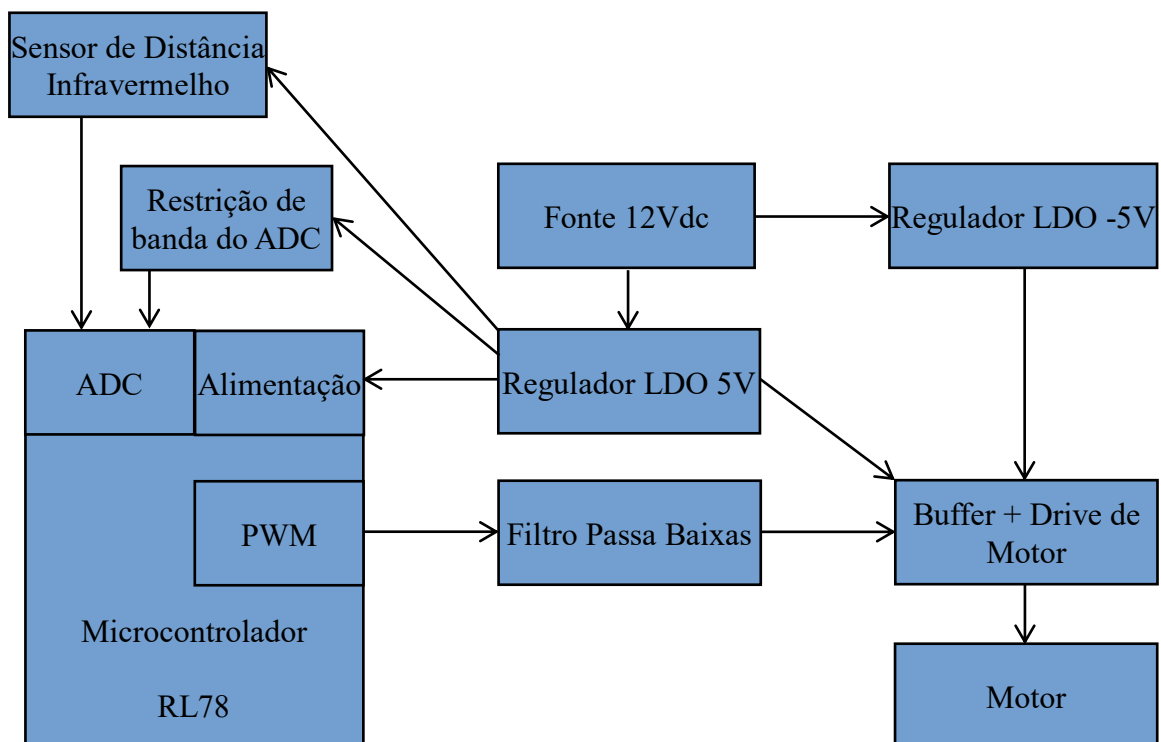 Sensor de Distância
Infravermelho
Restrição de
banda do ADC
Fonte 12Vdc
Regulador LDO -5V
ADC
Alimentação
Regulador LDO 5V
PWM
Filtro Passa Baixas
Buffer + Drive de
Motor
Microcontrolador
RL78
Motor